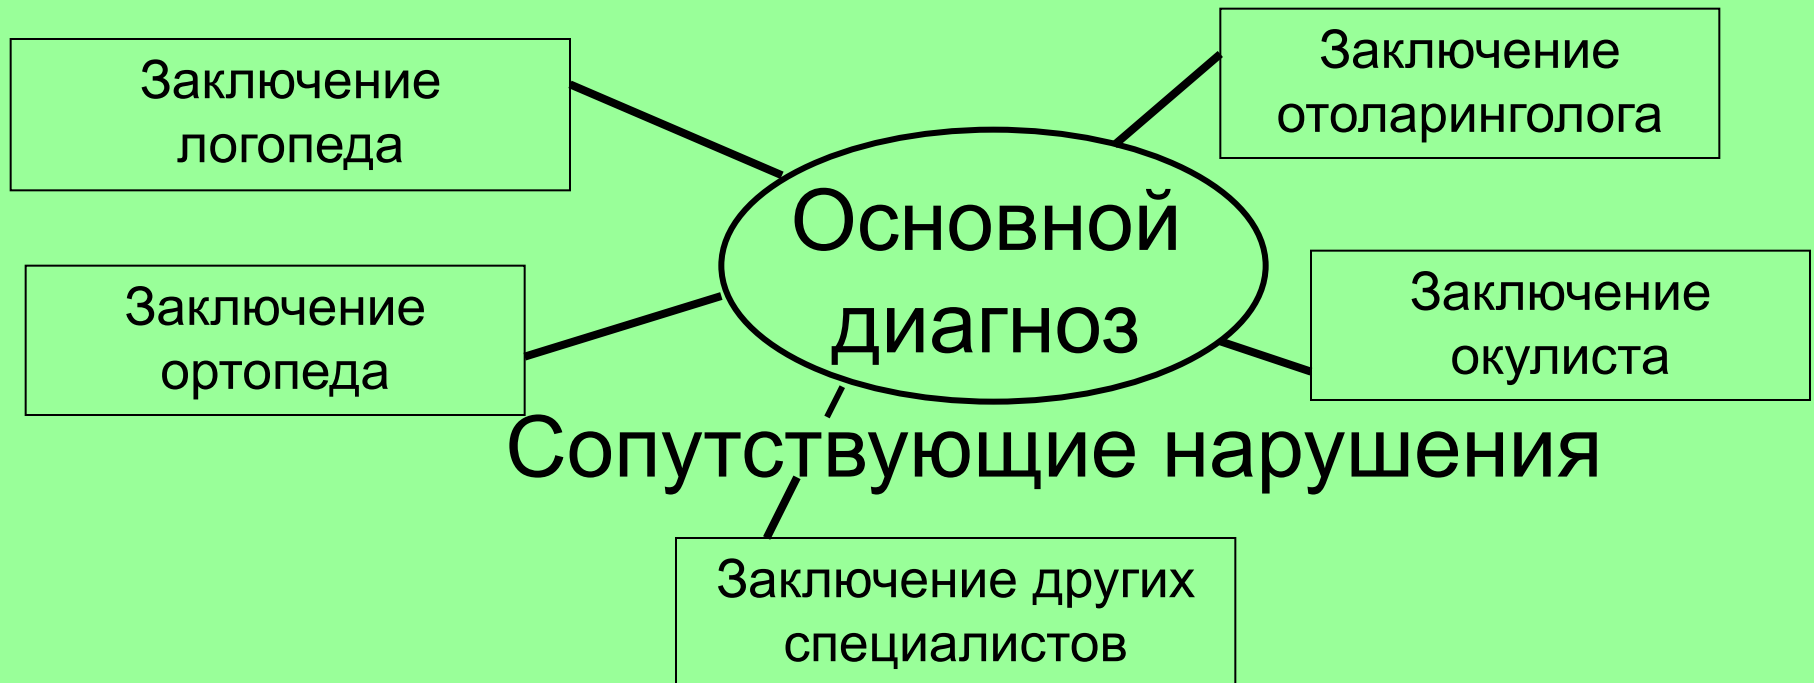 Заключение
логопеда
Заключение
отоларинголога
Основной
диагноз
Заключение
ортопеда
Заключение
окулиста
Сопутствующие нарушения
Заключение других
специалистов